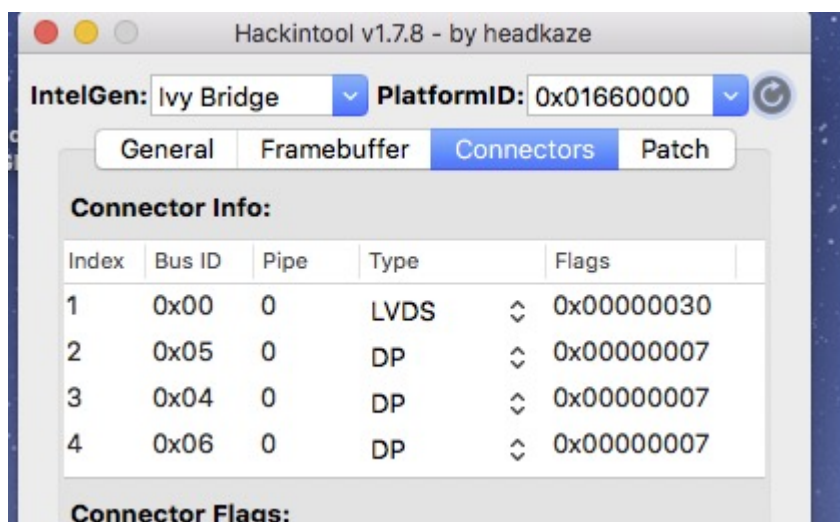 Hackintool v1.7.8 - by headkaze
IntelGen: Ivy Bridge PlatformID: 0x01660000
General Framebuffer Connectors Patch
Connector Info:
Index Bus ID Pipe Type Flags
1 0x00 0 LVDS 0x00000030
2 0x05 0 DP 0x00000007
3 0x04 0 DP 0x00000007
4 0x06 0 DP 0x00000007
Connector Flags: